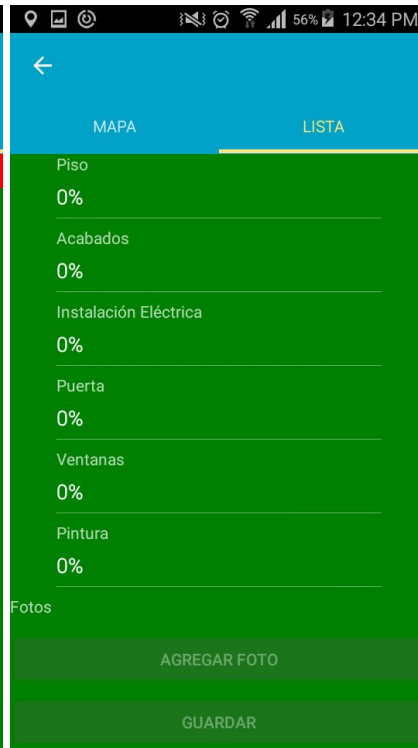 56% 12:34 PM
MAPA LISTA
Piso
0%
Acabados
0%
Instalación Eléctrica
0%
Puerta
0%
Ventanas
0%
Pintura
0%
Fotos
AGREGAR FOTO
GUARDAR